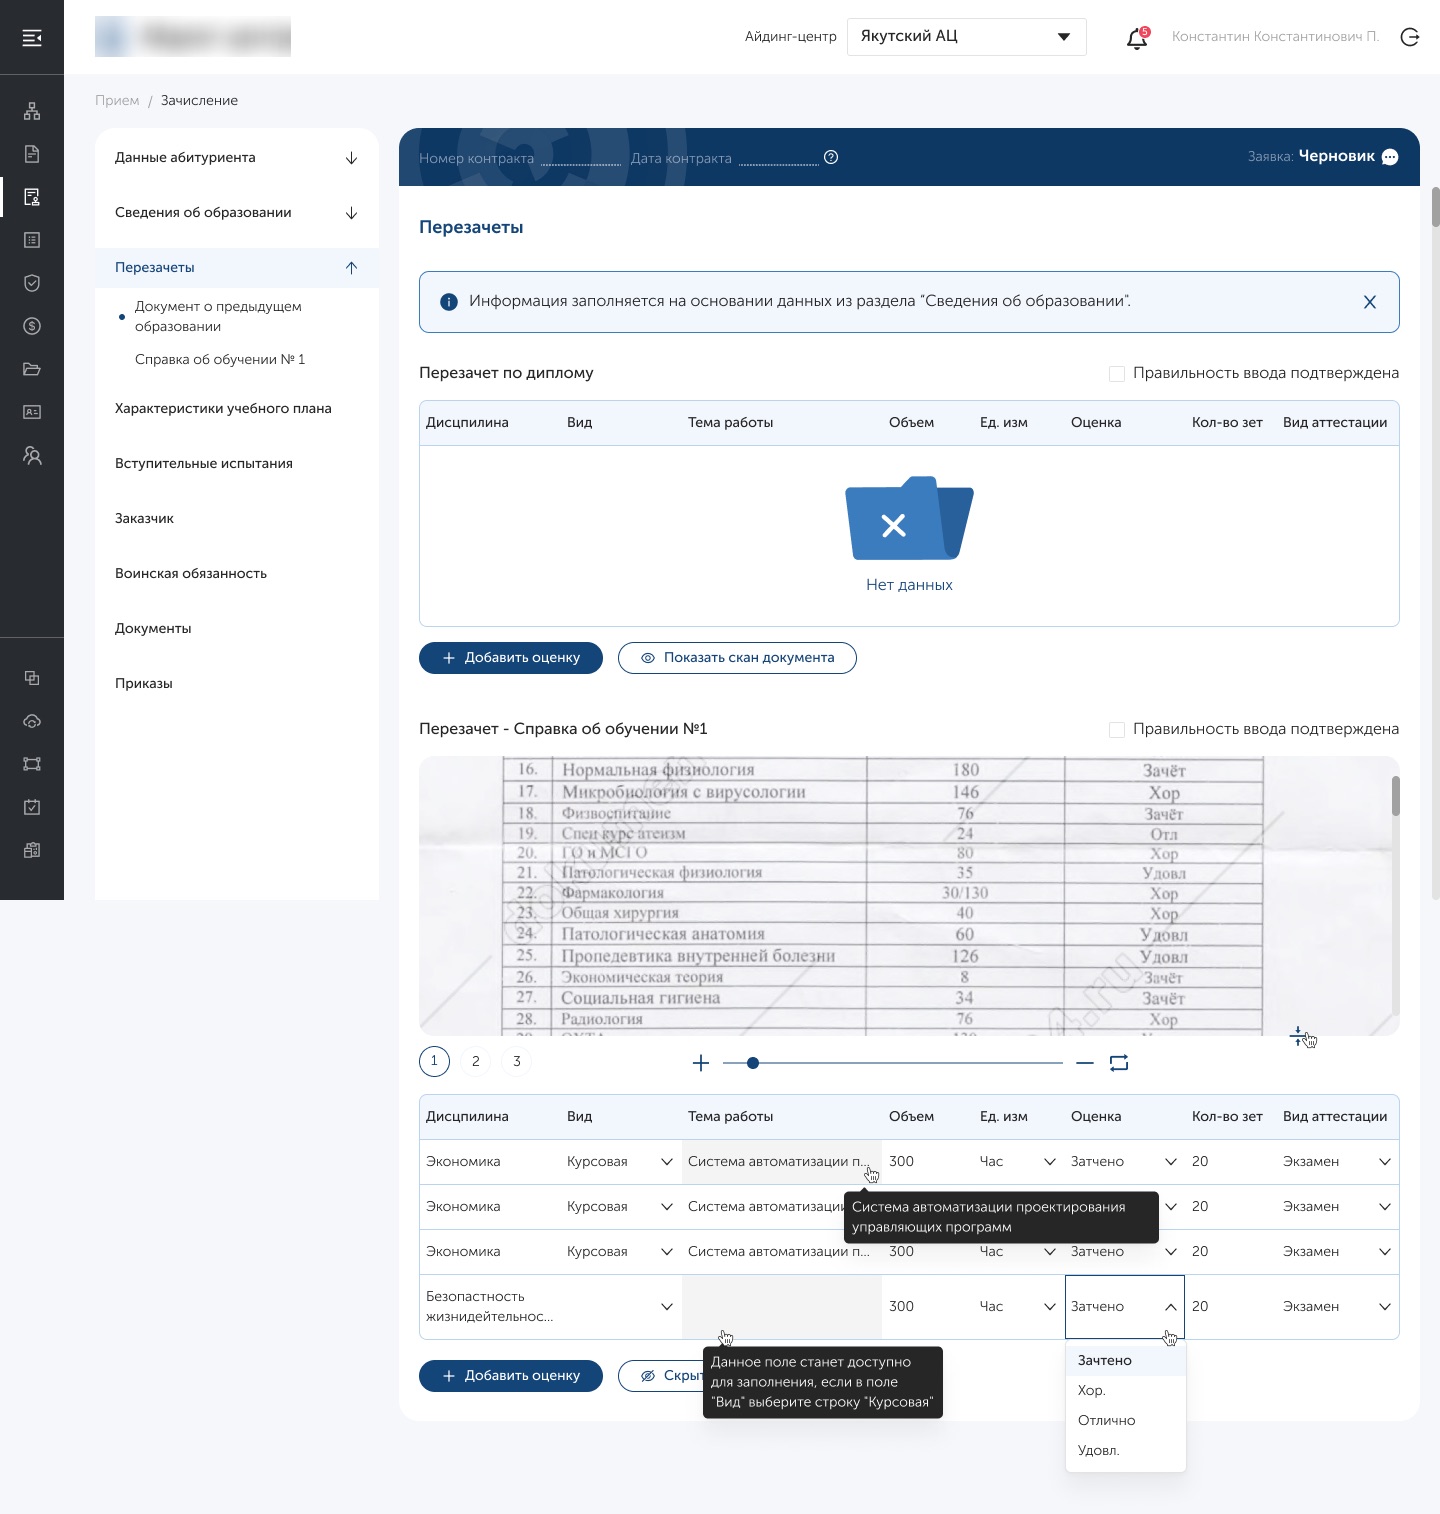 Айдинг-центр
Якутский АЦ
5
Константин Константинович П.
Прием / Зачисление
Данные абитуриента
Сведения об образовании
Перезачеты
Документ о предыдущем
образовании
Справка об обучении № 1
Характеристики учебного плана
Вступительные испытания
Заказчик
Воинская обязанность
Документы
Приказы
Номер контракта
Дата контракта
Заявка: Черновик
Перезачеты
Информация заполняется на основании данных из раздела “Сведения об образовании".
Перезачет по диплому
Правильность ввода подтверждена
Дисцпилина Вид Тема работы Объем Ед. изм Оценка Кол-во зет Вид аттестации
Нет данных
Добавить оценку
Показать скан документа
Перезачет - Справка об обучении №1
Правильность ввода подтверждена
16. Нормальная физиология 180 Зачёт
17. Микробиология с вирусологии 146 Хор
18. Физвоспитание 76 Зачёт
19. Спец курс атеизм 24 Отл
20. ГО и МСГО 80 Хор
21. Патологическая физиология 35 Удовл
22. Фармакология 30/130 Хор
23. Общая хирургия 40 Хор
24. Патологическая анатомия 60 Удовл
25. Пропедевтика внутренней болезни 126 Удовл
26. Экономическая теория 8 Зачёт
27. Социальная гигиена 34 Зачёт
28. Радиология 76 Хор
1 2 3
Дисцпилина Вид Тема работы Объем Ед. изм Оценка Кол-во зет Вид аттестации
Экономика Курсовая Система автоматизации п... 300 Час Затчено 20 Экзамен
Экономика Курсовая Система автоматизации 20 Экзамен
Система автоматизации проектирования
управляющих программ
Экономика Курсовая Система автоматизации п... 300 Час Затчено 20 Экзамен
Безопастность
жизнидейтельнос... 300 Час Затчено 20 Экзамен
Добавить оценку
Скрыт
Данное поле станет доступно
для заполнения, если в поле
"Вид" выберите строку "Курсовая"
Зачтено
Хор.
Отлично
Удовл.